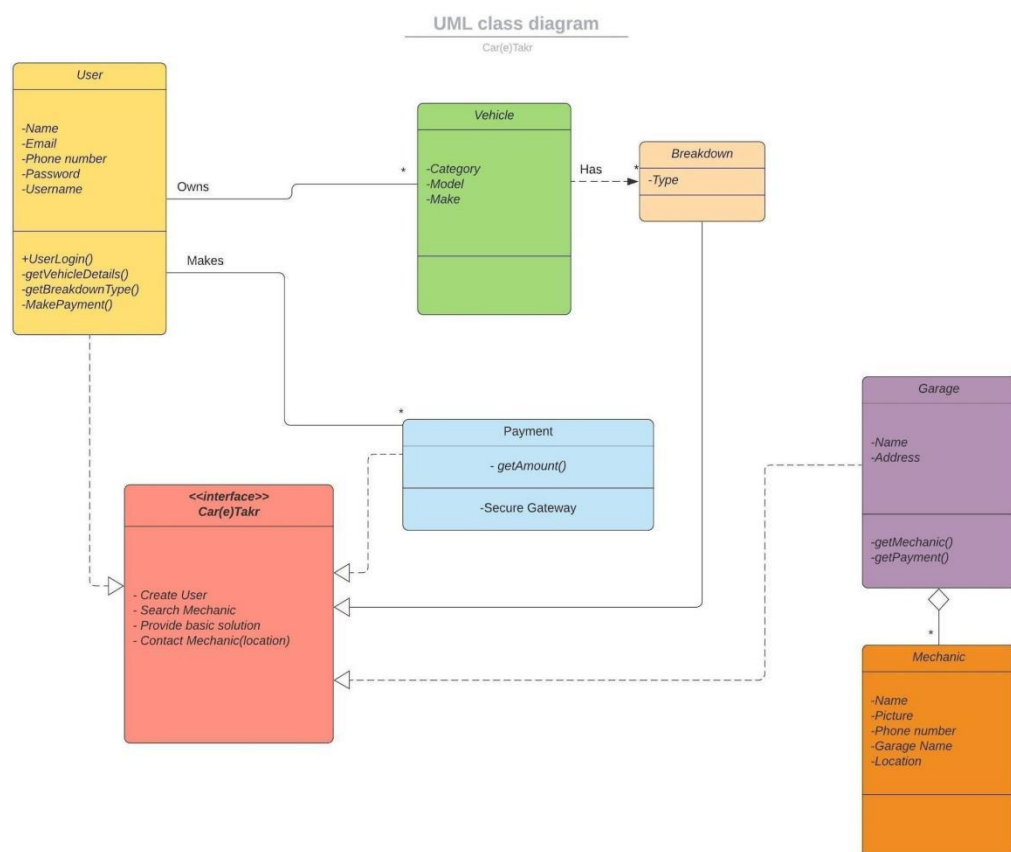 UML class diagram
Car(e)Takr
User
-Name
-Email
-Phone number
-Password
-Username
+UserLogin()
-getVehicleDetails()
-getBreakdownType()
-MakePayment()
Owns
*
Vehicle
-Category
-Model
-Make
Has
*
Breakdown
-Type
Makes
*
Payment
- getAmount()
-Secure Gateway
<<interface>>
Car(e)Takr
- Create User
- Search Mechanic
- Provide basic solution
- Contact Mechanic(location)
Garage
-Name
-Address
-getMechanic()
-getPayment()
*
Mechanic
-Name
-Picture
-Phone number
-Garage Name
-Location